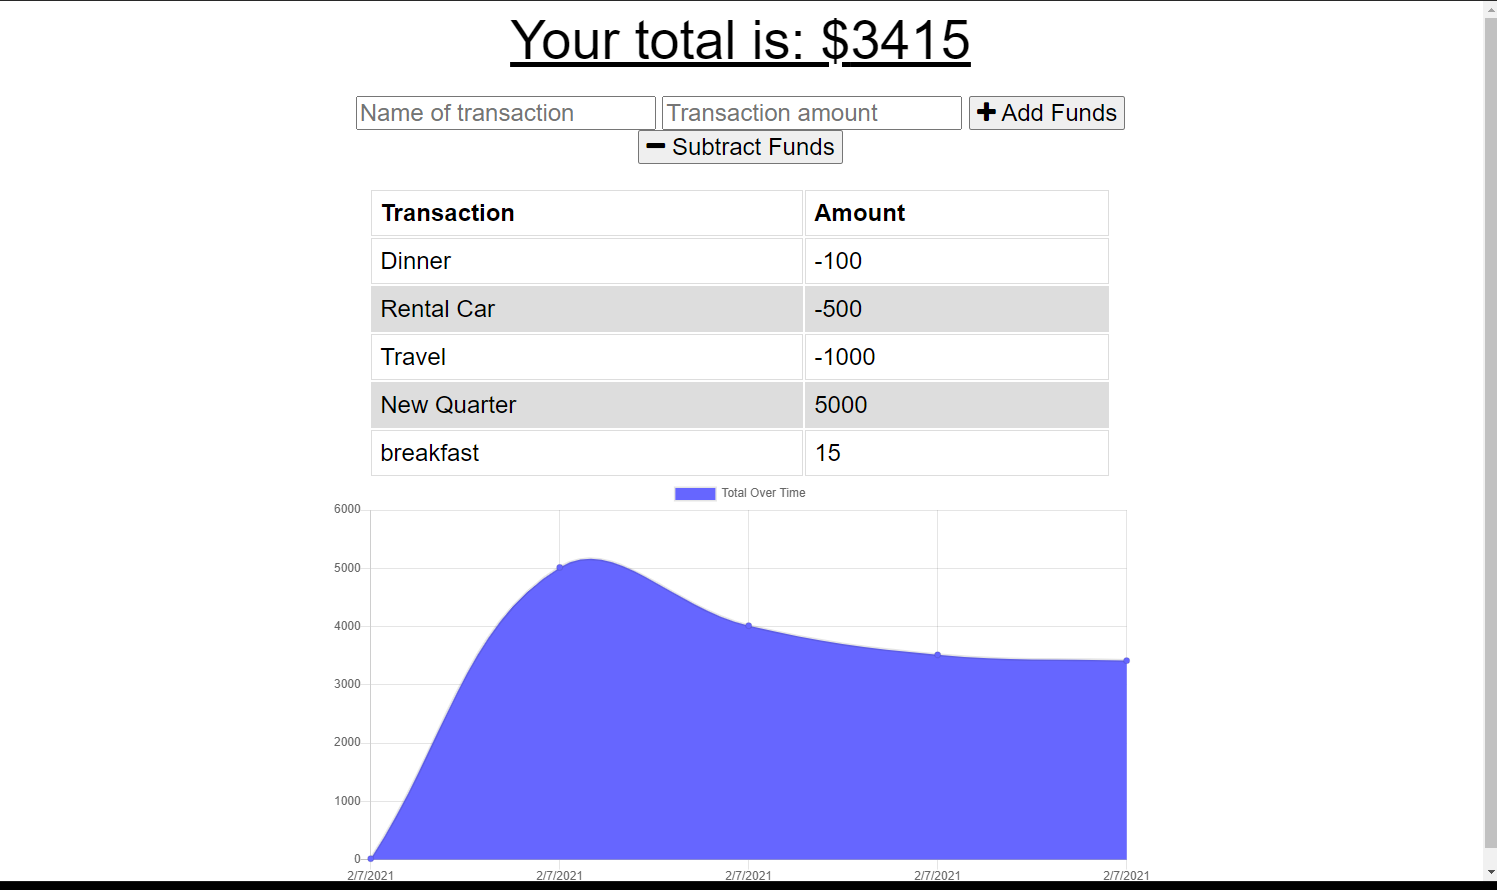 Your total is: $3415
Name of transaction Transaction amount Add Funds
Subtract Funds
Transaction Amount
Dinner -100
Rental Car -500
Travel -1000
New Quarter 5000
breakfast 15
Total Over Time
6000
5000
4000
3000
2000
1000
0
2/7/2021 2/7/2021 2/7/2021 2/7/2021 2/7/2021